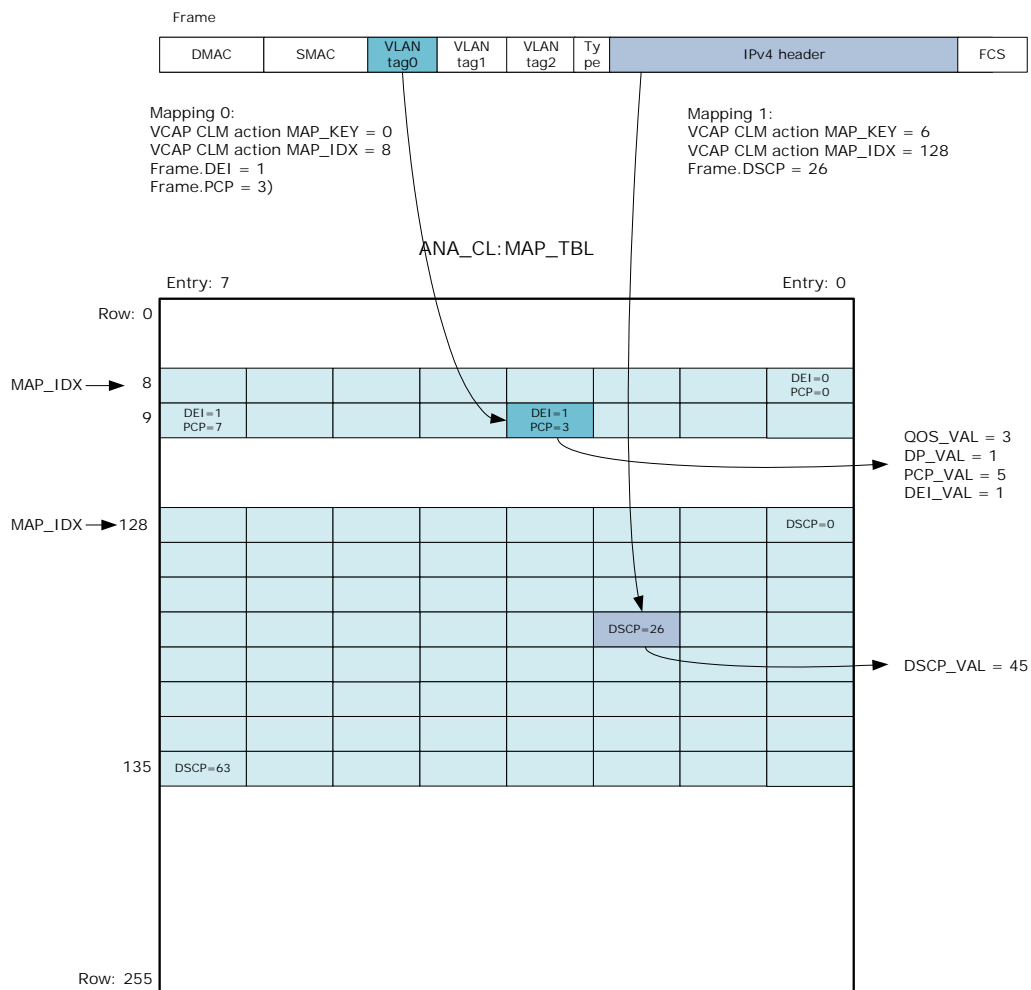 Frame
DMAC
SMAC
VLAN
tag0
VLAN
tag1
VLAN
tag2
Ty
pe
IPv4 header
FCS
Mapping 0:
VCAP CLM action MAP_KEY = 0
VCAP CLM action MAP_IDX = 8
Frame.DEI = 1
Frame.PCP = 3)
Mapping 1:
VCAP CLM action MAP_KEY = 6
VCAP CLM action MAP_IDX = 128
Frame.DSCP = 26
ANA_CL:MAP_TBL
Entry: 7
Entry: 0
Row: 0
MAP_IDX
8
DEI=0
PCP=0
9
DEI=1
PCP=7
DEI=1
PCP=3
QOS_VAL = 3
DP_VAL = 1
PCP_VAL = 5
DEI_VAL = 1
MAP_IDX
128
DSCP=0
DSCP=26
DSCP_VAL = 45
135
DSCP=63
Row: 255